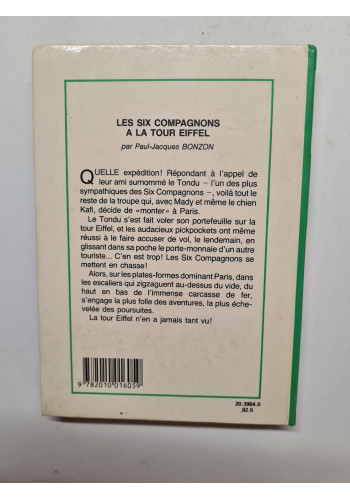 LES SIX COMPAGNONS
A LA TOUR EIFFEL
par Paul-Jacques BONZON
QUELLE expédition! Répondant à l'appel de
leur ami surnommé le Tondu – l'un des plus
sympathiques des Six Compagnons –, voilà tout le
reste de la troupe qui, avec Mady et même le chien
Kafi, décide de «monter» à Paris.
Le Tondu s'est fait voler son portefeuille sur la
tour Eiffel, et les audacieux pickpockets ont même
réussi à le faire accuser de vol, le lendemain, en
glissant dans sa poche le porte-monnaie d'un autre
touriste... C'en est trop! Les Six Compagnons se
mettent en chasse!
Alors, sur les plates-formes dominant Paris, dans
les escaliers qui zigzaguent au-dessus du vide, du
haut en bas de l'immense carcasse de fer,
s'engage la plus folle des aventures, la plus éche-
velée des poursuites.
La tour Eiffel n'en a jamais tant vu!
9 782010 016059
20.3984.0
82.5